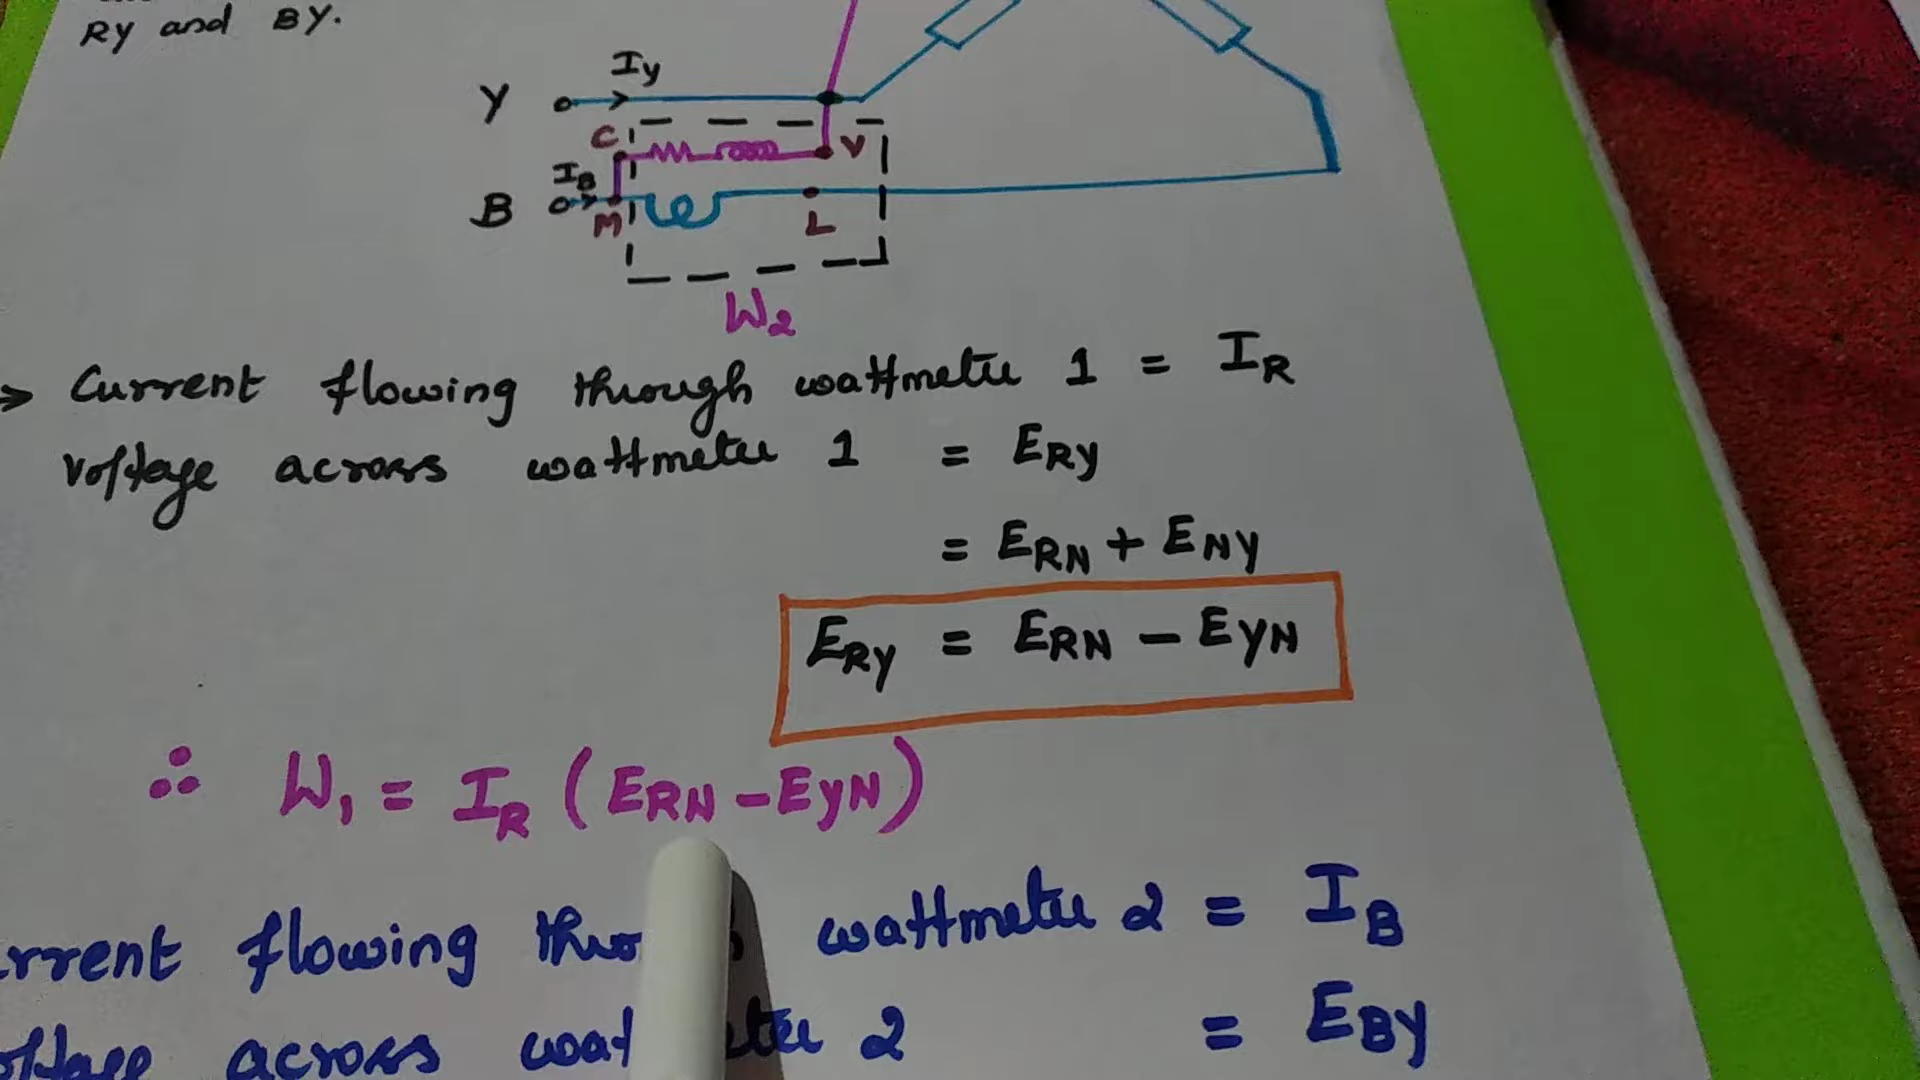 RY and BY.
IY
Y
C
V
IB
B
M
L
W2
→ Current flowing through wattmeter 1 = IR
voltage across wattmeter 1 = ERY
= ERN + ENY
ERY = ERN - EYN
∴ W1 = IR (ERN - EYN)
wattmeter 2 = IB
flowing
across 2 = EBY